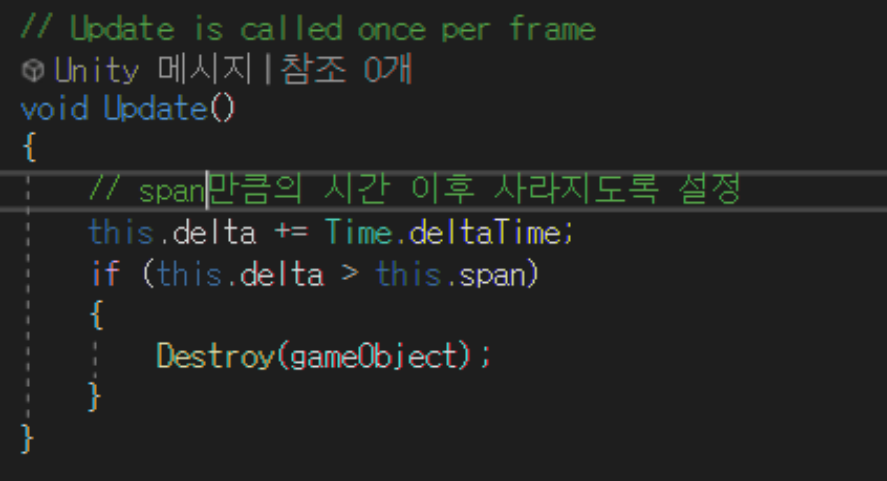 // Update is called once per frame
Unity 메시지 | 참조 0개
void Update()
{
// span만큼의 시간 이후 사라지도록 설정
this.delta += Time.deltaTime;
if (this.delta > this.span)
{
Destroy(gameObject);
}
}